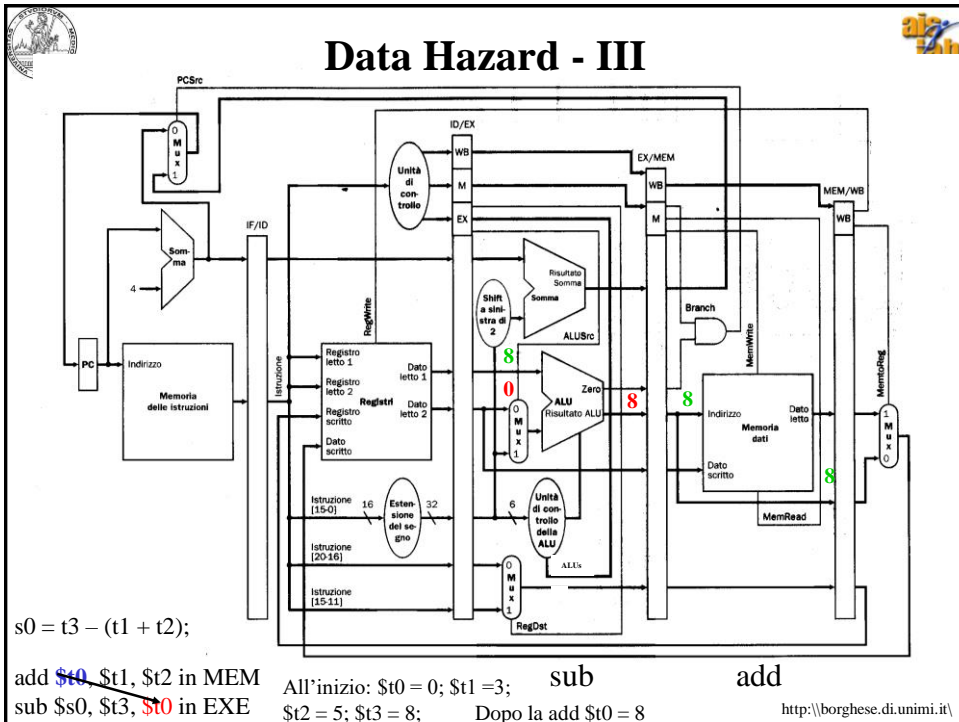 Data Hazard - III
PCSrc
0
M
u
x
1
ID/EX
WB
M
EX
Unità
di
con-
trollo
EX/MEM
WB
M
MEM/WB
WB
IF/ID
Som-
ma
4
PC
Indirizzo
Memoria
delle istruzioni
Istruzione
RegWrite
Registro
letto 1
Registro
letto 2
Registro
scritto
Dato
scritto
Registri
Dato
letto 1
Dato
letto 2
Shift
a sini-
stra di
2
Risultato
Somma
Somma
ALUSrc
8
0
0
M
u
x
1
Zero
ALU
Risultato ALU
8
Branch
MemWrite
8
Indirizzo
Dato
letto
Memoria
dati
Dato
scritto
8
MemRead
MemtoReg
1
M
u
x
0
Istruzione
[15-0]
16
Esten-
sione
del se-
gno
32
6
Unità
di con-
trollo
della
ALU
ALUs
Istruzione
[20-16]
Istruzione
[15-11]
0
M
u
x
1
RegDst
s0 = t3 – (t1 + t2);
add $t0, $t1, $t2 in MEM
sub $s0, $t3, $t0 in EXE
sub
add
All'inizio: $t0 = 0; $t1 =3;
$t2 = 5; $t3 = 8; Dopo la add $t0 = 8
http:\\borghese.di.unimi.it\